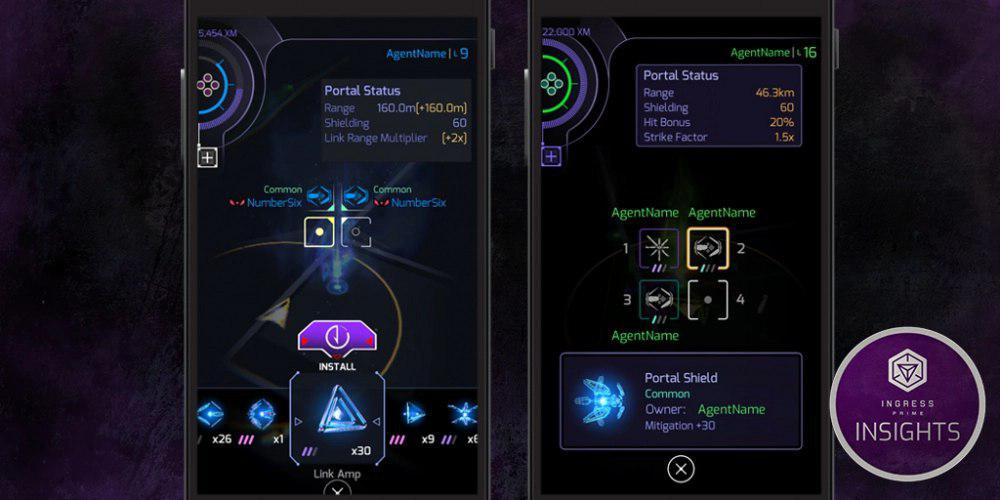 5,454 XM
AgentName | L 9
Portal Status
Range 160.0m(+160.0m)
Shielding 60
Link Range Multiplier (+2x)
Common Common
NumberSix NumberSix
INSTALL
x26 x1 x30 x9 x6
Link Amp
22,000 XM
AgentName | L 16
Portal Status
Range 46.3km
Shielding 60
Hit Bonus 20%
Strike Factor 1.5x
AgentName AgentName
1 2
3 4
AgentName
Portal Shield
Common
Owner: AgentName
Mitigation +30
INGRESS
PRIME
INSIGHTS